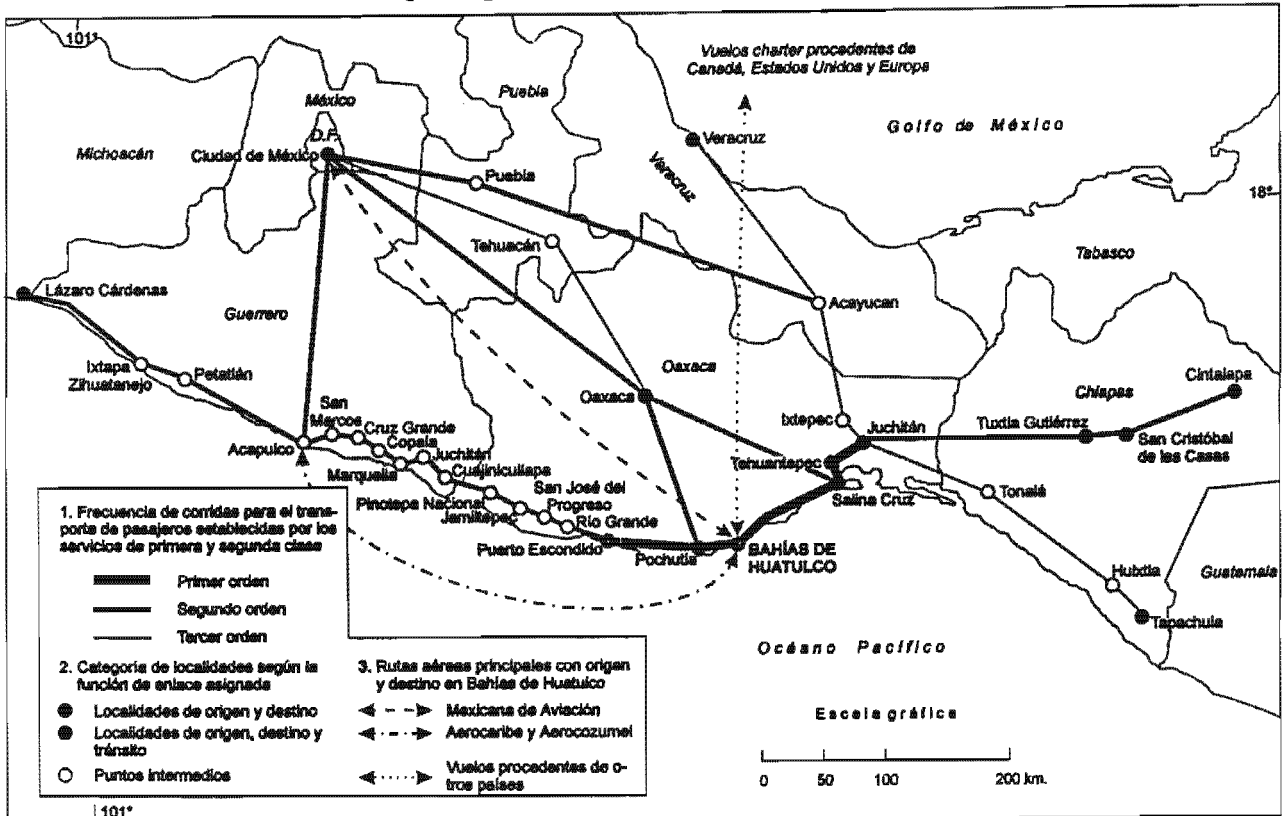 101°
Vuelos charter procedentes de
Canadá, Estados Unidos y Europa
México
Puebla
Golfo de México
D.F.
Michoacán
Ciudad de México
Veracruz
Puebla
Veracruz
18°
Tehuacán
Tabasco
Lázaro Cárdenas
Guerrero
Acayucan
Ixtapa
Zihuatanejo
Petatlán
Oaxaca
Oaxaca
Chiapas
Cintalapa
San
Marcos
Cruz Grande
Copala
Ixtepec
Juchitán
Tuxtla Gutiérrez
San Cristóbal
de las Casas
Acapulco
Juchitán
Marquelia
Cuajinicuilapa
Tehuantepec
Salina Cruz
Tonalá
Pinotepa Nacional
Jamiltepec
San José del
Progreso
Río Grande
Puerto Escondido
Pochutla
BAHÍAS DE
HUATULCO
Huixtla
Guatemala
Tapachula
Océano Pacífico
1. Frecuencia de corridas para el trans-
porte de pasajeros establecidas por los
servicios de primera y segunda clase
Primer orden
Segundo orden
Tercer orden
2. Categoría de localidades según la
función de enlace asignada
Localidades de origen y destino
Localidades de origen, destino y
tránsito
Puntos intermedios
3. Rutas aéreas principales con origen
y destino en Bahías de Huatulco
Mexicana de Aviación
Aerocaribe y Aerocozumel
Vuelos procedentes de o-
tros países
Escala gráfica
0 50 100 200 km.
101°